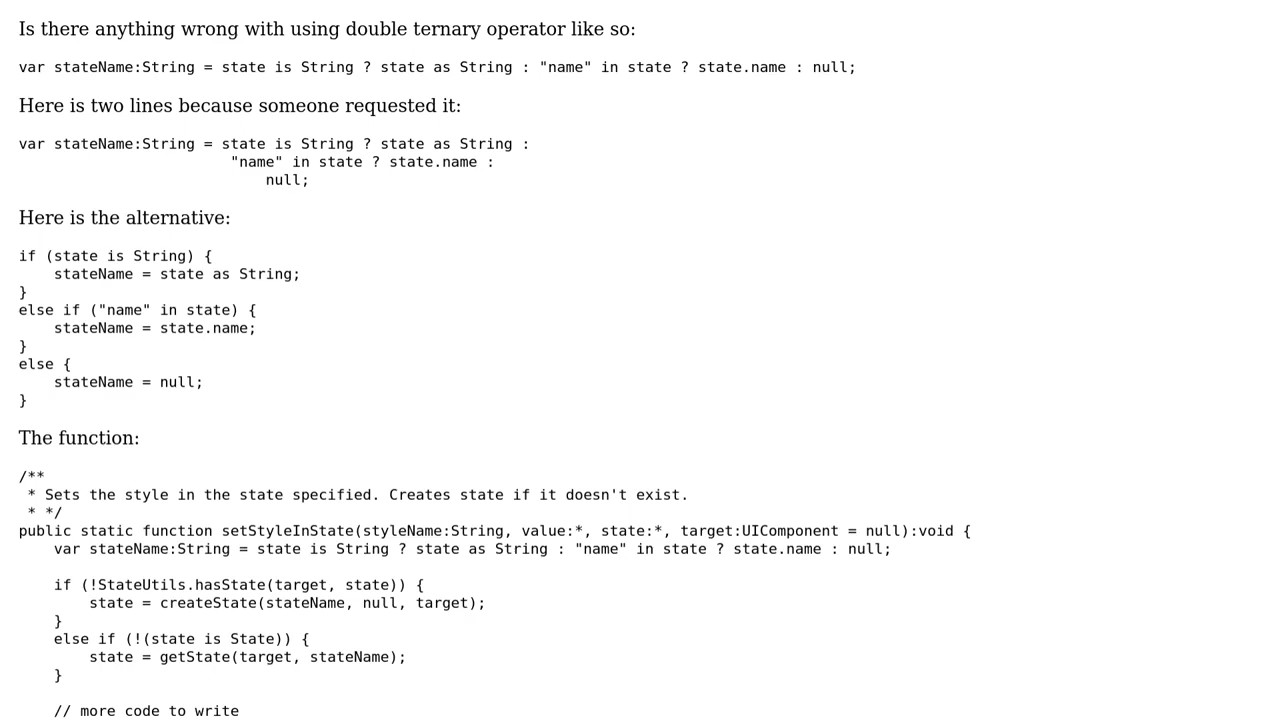 Is there anything wrong with using double ternary operator like so:
var stateName:String = state is String ? state as String : "name" in state ? state.name : null;
Here is two lines because someone requested it:
var stateName:String = state is String ? state as String :
                        "name" in state ? state.name :
                            null;
Here is the alternative:
if (state is String) {
    stateName = state as String;
}
else if ("name" in state) {
    stateName = state.name;
}
else {
    stateName = null;
}
The function:
/**
 * Sets the style in the state specified. Creates state if it doesn't exist.
 * */
public static function setStyleInState(styleName:String, value:*, state:*, target:UIComponent = null):void {
    var stateName:String = state is String ? state as String : "name" in state ? state.name : null;
    if (!StateUtils.hasState(target, state)) {
        state = createState(stateName, null, target);
    }
    else if (!(state is State)) {
        state = getState(target, stateName);
    }
    // more code to write